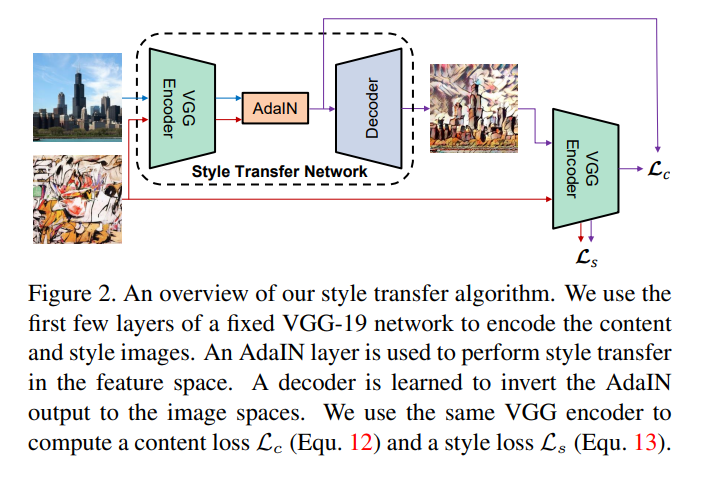 VGG
Encoder
AdaIN
Decoder
Style Transfer Network
VGG
Encoder
ℒc
ℒs
Figure 2. An overview of our style transfer algorithm. We use the
first few layers of a fixed VGG-19 network to encode the content
and style images. An AdaIN layer is used to perform style transfer
in the feature space. A decoder is learned to invert the AdaIN
output to the image spaces. We use the same VGG encoder to
compute a content loss ℒc (Equ. 12) and a style loss ℒs (Equ. 13).